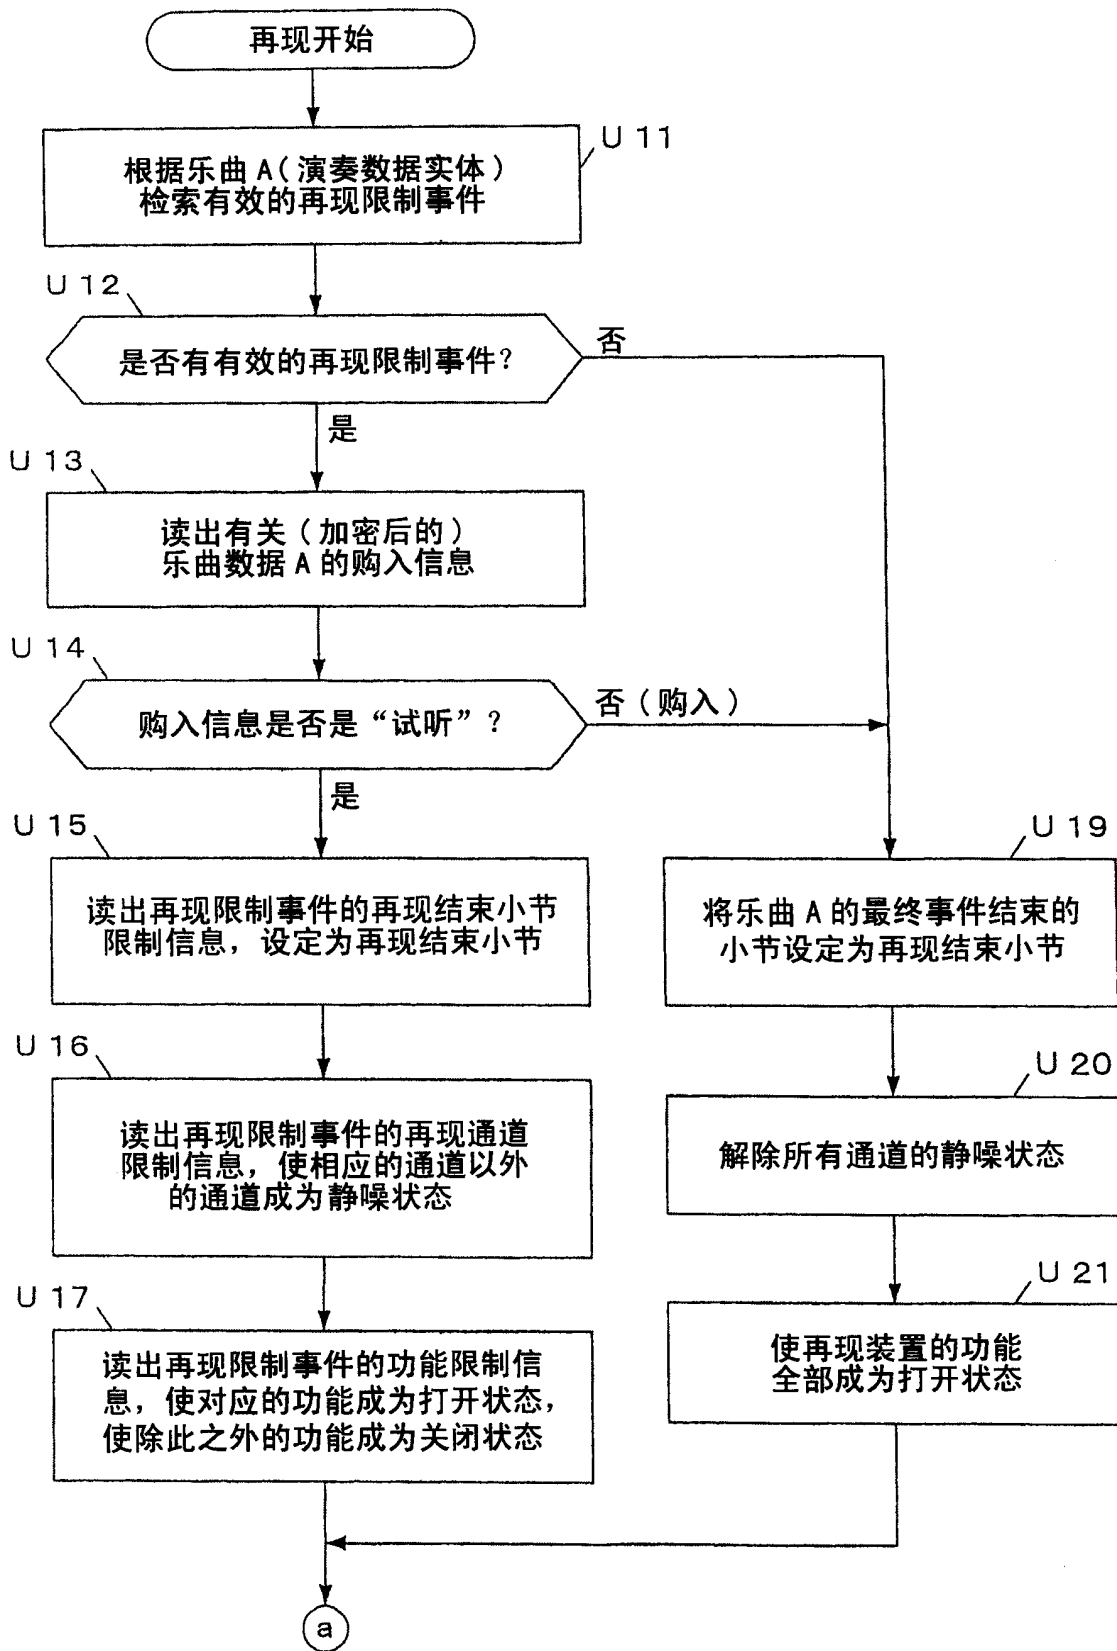 再现开始
U 11
根据乐曲 A（演奏数据实体）
检索有效的再现限制事件
U 12
是否有有效的再现限制事件？
否
是
U 13
读出有关（加密后的）
乐曲数据 A 的购入信息
U 14
购入信息是否是“试听”？
否（购入）
是
U 15
读出再现限制事件的再现结束小节
限制信息，设定为再现结束小节
U 19
将乐曲 A 的最终事件结束的
小节设定为再现结束小节
U 16
读出再现限制事件的再现通道
限制信息，使相应的通道以外
的通道成为静噪状态
U 20
解除所有通道的静噪状态
U 17
读出再现限制事件的功能限制信
息，使对应的功能成为打开状态，
使除此之外的功能成为关闭状态
U 21
使再现装置的功能
全部成为打开状态
a